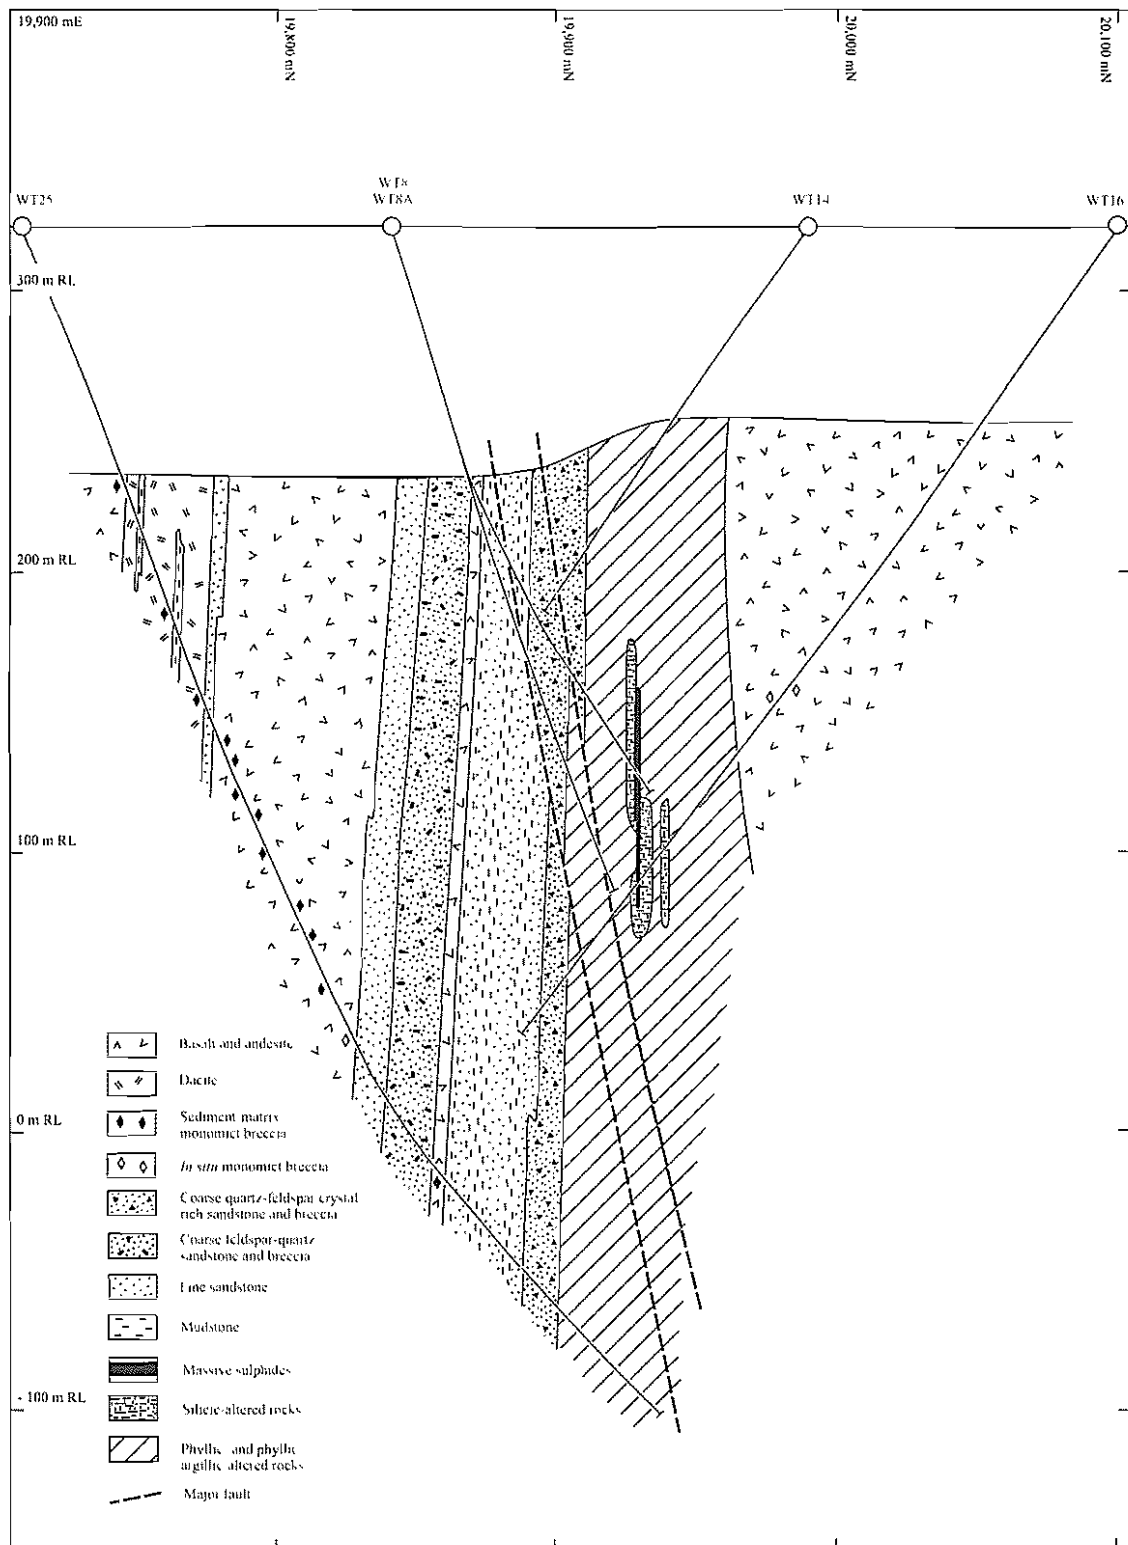 19,900 mE
19,800 mN
19,900 mN
20,000 mN
20,100 mN
WT8
WT25
WT8A
WT14
WT16
300 m RL
200 m RL
100 m RL
0 m RL
- 100 m RL
Basalt and andesite
Dacite
Sediment matrix
monomict breccia
In situ monomict breccia
Coarse quartz-feldspar crystal
rich sandstone and breccia
Coarse feldspar-quartz
sandstone and breccia
Fine sandstone
Mudstone
Massive sulphides
Silicic-altered rocks
Phyllic and phyllic
argillic altered rocks
Major fault